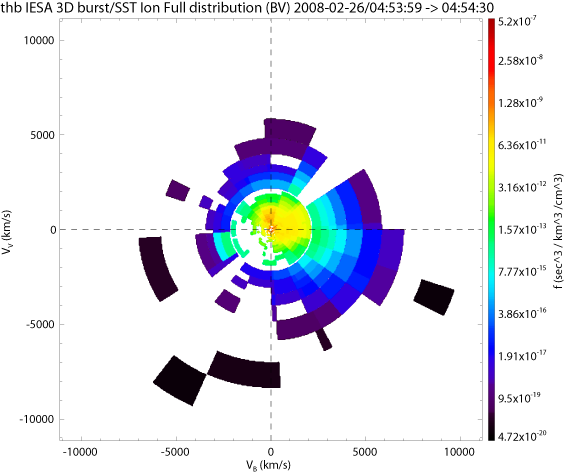 thb IESA 3D burst/SST Ion Full distribution (BV) 2008-02-26/04:53:59 -> 04:54:30
10000
5000
0
-5000
-10000
V_V (km/s)
-10000 -5000 0 5000 10000
V_B (km/s)
5.2x10^-7
2.58x10^-8
1.28x10^-9
6.36x10^-11
3.16x10^-12
1.57x10^-13
7.77x10^-15
3.86x10^-16
1.91x10^-17
9.5x10^-19
4.72x10^-20
f (sec^3 / km^3 /cm^3)